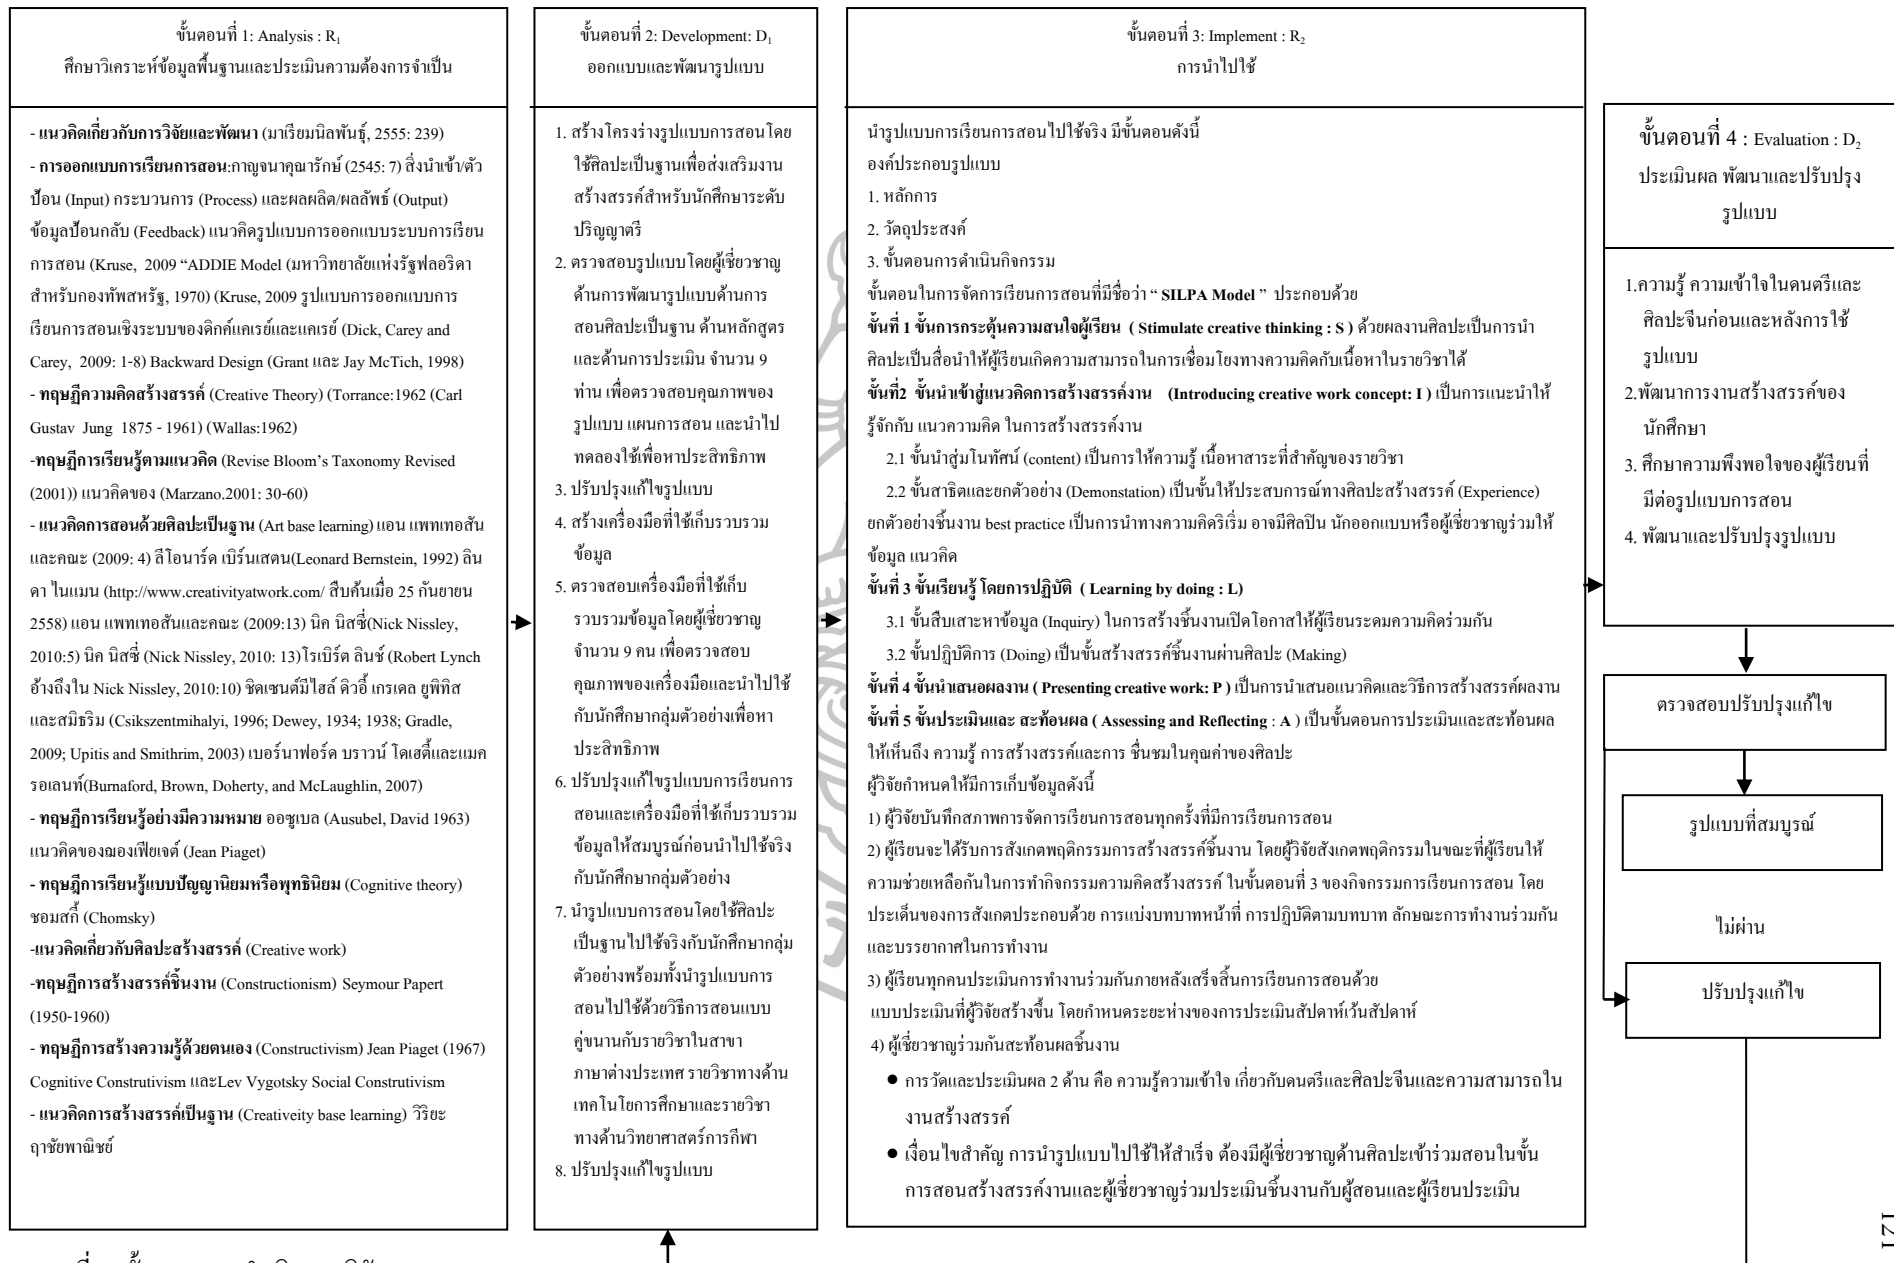 ขั้นตอนที่ 1: Analysis : R₁
ศึกษาวิเคราะห์ข้อมูลพื้นฐานและประเมินความต้องการจำเป็น
- แนวคิดเกี่ยวกับการวิจัยและพัฒนา (มาเรียมนิลพันธุ์, 2555: 239)
- การออกแบบการเรียนการสอน:กาญจนาคุณารักษ์ (2545: 7) สิ่งนำเข้า/ตัว
ป้อน (Input) กระบวนการ (Process) และผลผลิต/ผลลัพธ์ (Output)
ข้อมูลป้อนกลับ (Feedback) แนวคิดรูปแบบการออกแบบระบบการเรียน
การสอน (Kruse, 2009 “ADDIE Model (มหาวิทยาลัยแห่งรัฐฟลอริดา
สำหรับกองทัพสหรัฐ, 1970) (Kruse, 2009 รูปแบบการออกแบบการ
เรียนการสอนเชิงระบบของดิกค์แคเรย์และแคเรย์ (Dick, Carey and
Carey, 2009: 1-8) Backward Design (Grant และ Jay McTich, 1998)
- ทฤษฎีความคิดสร้างสรรค์ (Creative Theory) (Torrance:1962 (Carl
Gustav Jung 1875 - 1961) (Wallas:1962)
-ทฤษฎีการเรียนรู้ตามแนวคิด (Revise Bloom’s Taxonomy Revised
(2001)) แนวคิดของ (Marzano.2001: 30-60)
- แนวคิดการสอนด้วยศิลปะเป็นฐาน (Art base learning) แอน แพทเทอสัน
และคณะ (2009: 4) ลีโอนาร์ด เบิร์นเสตน(Leonard Bernstein, 1992) ลิน
ดา ไนแมน (http://www.creativityatwork.com/ สืบค้นเมื่อ 25 กันยายน
2558) แอน แพทเทอสันและคณะ (2009:13) นิค นิสซี่(Nick Nissley,
2010:5) นิค นิสซี่ (Nick Nissley, 2010: 13)โรเบิร์ต ลินช์ (Robert Lynch
อ้างถึงใน Nick Nissley, 2010:10) ชิดเซนต์มีไฮล์ ดิวอี้ เกรเดล ยูพิทิส
และสมิธริม (Csikszentmihalyi, 1996; Dewey, 1934; 1938; Gradle,
2009; Upitis and Smithrim, 2003) เบอร์นาฟอร์ด บราวน์ โดเฮตี้และแมค
รอเลนท์(Burnaford, Brown, Doherty, and McLaughlin, 2007)
- ทฤษฎีการเรียนรู้อย่างมีความหมาย ออซูเบล (Ausubel, David 1963)
แนวคิดของฌองเฟียเจต์ (Jean Piaget)
- ทฤษฎีการเรียนรู้แบบปัญญานิยมหรือพุทธินิยม (Cognitive theory)
ชอมสกี้ (Chomsky)
-แนวคิดเกี่ยวกับศิลปะสร้างสรรค์ (Creative work)
-ทฤษฎีการสร้างสรรค์ชิ้นงาน (Constructionism) Seymour Papert
(1950-1960)
- ทฤษฎีการสร้างความรู้ด้วยตนเอง (Constructivism) Jean Piaget (1967)
Cognitive Construtivism และLev Vygotsky Social Construtivism
- แนวคิดการสร้างสรรค์เป็นฐาน (Creativeity base learning) วิริยะ
ฤาชัยพาณิชย์
ขั้นตอนที่ 2: Development: D₁
ออกแบบและพัฒนารูปแบบ
1. สร้างโครงร่างรูปแบบการสอนโดย
ใช้ศิลปะเป็นฐานเพื่อส่งเสริมงาน
สร้างสรรค์สำหรับนักศึกษาระดับ
ปริญญาตรี
2. ตรวจสอบรูปแบบโดยผู้เชี่ยวชาญ
ด้านการพัฒนารูปแบบด้านการ
สอนศิลปะเป็นฐาน ด้านหลักสูตร
และด้านการประเมิน จำนวน 9
ท่าน เพื่อตรวจสอบคุณภาพของ
รูปแบบ แผนการสอน และนำไป
ทดลองใช้เพื่อหาประสิทธิภาพ
3. ปรับปรุงแก้ไขรูปแบบ
4. สร้างเครื่องมือที่ใช้เก็บรวบรวม
ข้อมูล
5. ตรวจสอบเครื่องมือที่ใช้เก็บ
รวบรวมข้อมูลโดยผู้เชี่ยวชาญ
จำนวน 9 คน เพื่อตรวจสอบ
คุณภาพของเครื่องมือและนำไปใช้
กับนักศึกษากลุ่มตัวอย่างเพื่อหา
ประสิทธิภาพ
6. ปรับปรุงแก้ไขรูปแบบการเรียนการ
สอนและเครื่องมือที่ใช้เก็บรวบรวม
ข้อมูลให้สมบูรณ์ก่อนนำไปใช้จริง
กับนักศึกษากลุ่มตัวอย่าง
7. นำรูปแบบการสอนโดยใช้ศิลปะ
เป็นฐานไปใช้จริงกับนักศึกษากลุ่ม
ตัวอย่างพร้อมทั้งนำรูปแบบการ
สอนไปใช้ด้วยวิธีการสอนแบบ
คู่ขนานกับรายวิชาในสาขา
ภาษาต่างประเทศ รายวิชาทางด้าน
เทคโนโยการศึกษาและรายวิชา
ทางด้านวิทยาศาสตร์การกีฬา
8. ปรับปรุงแก้ไขรูปแบบ
ขั้นตอนที่ 3: Implement : R₂
การนำไปใช้
นำรูปแบบการเรียนการสอนไปใช้จริง มีขั้นตอนดังนี้
องค์ประกอบรูปแบบ
1. หลักการ
2. วัตถุประสงค์
3. ขั้นตอนการดำเนินกิจกรรม
ขั้นตอนในการจัดการเรียนการสอนที่มีชื่อว่า “ SILPA Model ” ประกอบด้วย
ขั้นที่ 1 ขั้นการกระตุ้นความสนใจผู้เรียน ( Stimulate creative thinking : S ) ด้วยผลงานศิลปะเป็นการนำ
ศิลปะเป็นสื่อนำให้ผู้เรียนเกิดความสามารถในการเชื่อมโยงทางความคิดกับเนื้อหาในรายวิชาได้
ขั้นที่2 ขั้นนำเข้าสู่แนวคิดการสร้างสรรค์งาน (Introducing creative work concept: I ) เป็นการแนะนำให้
รู้จักกับ แนวความคิด ในการสร้างสรรค์งาน
2.1 ขั้นนำสู่มโนทัศน์ (content) เป็นการให้ความรู้ เนื้อหาสาระที่สำคัญของรายวิชา
2.2 ขั้นสาธิตและยกตัวอย่าง (Demonstation) เป็นขั้นให้ประสบการณ์ทางศิลปะสร้างสรรค์ (Experience)
ยกตัวอย่างชิ้นงาน best practice เป็นการนำทางความคิดริเริ่ม อาจมีศิลปิน นักออกแบบหรือผู้เชี่ยวชาญร่วมให้
ข้อมูล แนวคิด
ขั้นที่ 3 ขั้นเรียนรู้ โดยการปฏิบัติ ( Learning by doing : L)
3.1 ขั้นสืบเสาะหาข้อมูล (Inquiry) ในการสร้างชิ้นงานเปิดโอกาสให้ผู้เรียนระดมความคิดร่วมกัน
3.2 ขั้นปฏิบัติการ (Doing) เป็นขั้นสร้างสรรค์ชิ้นงานผ่านศิลปะ (Making)
ขั้นที่ 4 ขั้นนำเสนอผลงาน ( Presenting creative work: P ) เป็นการนำเสนอแนวคิดและวิธีการสร้างสรรค์ผลงาน
ขั้นที่ 5 ขั้นประเมินและ สะท้อนผล ( Assessing and Reflecting : A ) เป็นขั้นตอนการประเมินและสะท้อนผล
ให้เห็นถึง ความรู้ การสร้างสรรค์และการ ชื่นชมในคุณค่าของศิลปะ
ผู้วิจัยกำหนดให้มีการเก็บข้อมูลดังนี้
1) ผู้วิจัยบันทึกสภาพการจัดการเรียนการสอนทุกครั้งที่มีการเรียนการสอน
2) ผู้เรียนจะได้รับการสังเกตพฤติกรรมการสร้างสรรค์ชิ้นงาน โดยผู้วิจัยสังเกตพฤติกรรมในขณะที่ผู้เรียนให้
ความช่วยเหลือกันในการทำกิจกรรมความคิดสร้างสรรค์ ในขั้นตอนที่ 3 ของกิจกรรมการเรียนการสอน โดย
ประเด็นของการสังเกตประกอบด้วย การแบ่งบทบาทหน้าที่ การปฏิบัติตามบทบาท ลักษณะการทำงานร่วมกัน
และบรรยากาศในการทำงาน
3) ผู้เรียนทุกคนประเมินการทำงานร่วมกันภายหลังเสร็จสิ้นการเรียนการสอนด้วย
แบบประเมินที่ผู้วิจัยสร้างขึ้น โดยกำหนดระยะห่างของการประเมินสัปดาห์เว้นสัปดาห์
4) ผู้เชี่ยวชาญร่วมกันสะท้อนผลชิ้นงาน
● การวัดและประเมินผล 2 ด้าน คือ ความรู้ความเข้าใจ เกี่ยวกับดนตรีและศิลปะจีนและความสามารถใน
งานสร้างสรรค์
● เงื่อนไขสำคัญ การนำรูปแบบไปใช้ให้สำเร็จ ต้องมีผู้เชี่ยวชาญด้านศิลปะเข้าร่วมสอนในขั้น
การสอนสร้างสรรค์งานและผู้เชี่ยวชาญร่วมประเมินชิ้นงานกับผู้สอนและผู้เรียนประเมิน
ขั้นตอนที่ 4 : Evaluation : D₂
ประเมินผล พัฒนาและปรับปรุง
รูปแบบ
1.ความรู้ ความเข้าใจในดนตรีและ
ศิลปะจีนก่อนและหลังการใช้
รูปแบบ
2.พัฒนาการงานสร้างสรรค์ของ
นักศึกษา
3. ศึกษาความพึงพอใจของผู้เรียนที่
มีต่อรูปแบบการสอน
4. พัฒนาและปรับปรุงรูปแบบ
ตรวจสอบปรับปรุงแก้ไข
รูปแบบที่สมบูรณ์
ไม่ผ่าน
ปรับปรุงแก้ไข
121